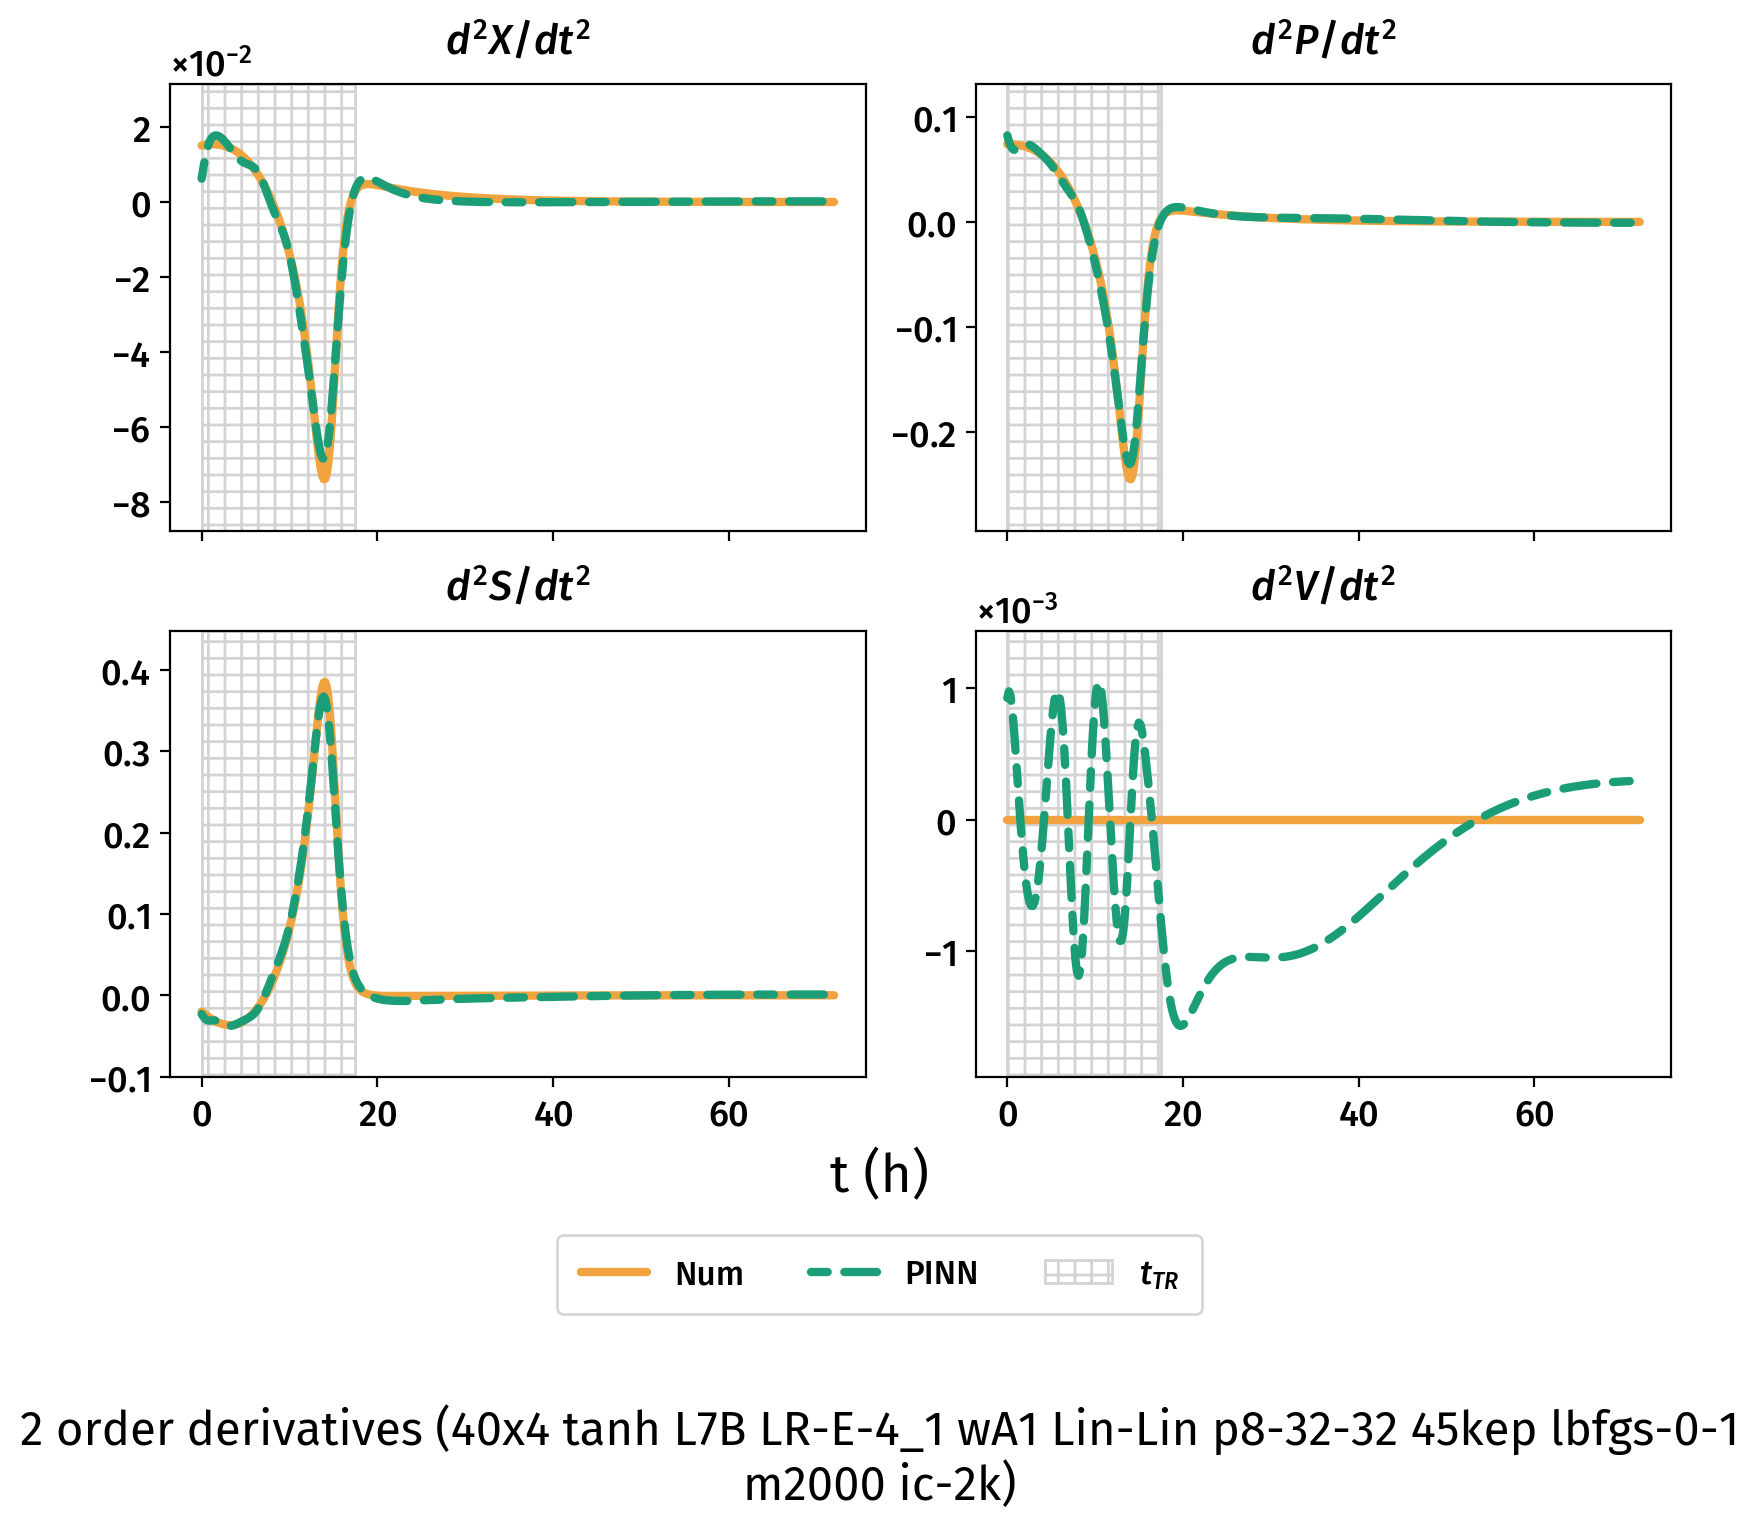 d²X/dt²
×10⁻²
2
0
−2
−4
−6
−8
d²P/dt²
0.1
0.0
−0.1
−0.2
d²S/dt²
0.4
0.3
0.2
0.1
0.0
−0.1
0 20 40 60
d²V/dt²
×10⁻³
1
0
−1
0 20 40 60
t (h)
Num PINN t_TR
2 order derivatives (40x4 tanh L7B LR-E-4_1 wA1 Lin-Lin p8-32-32 45kep lbfgs-0-1
m2000 ic-2k)